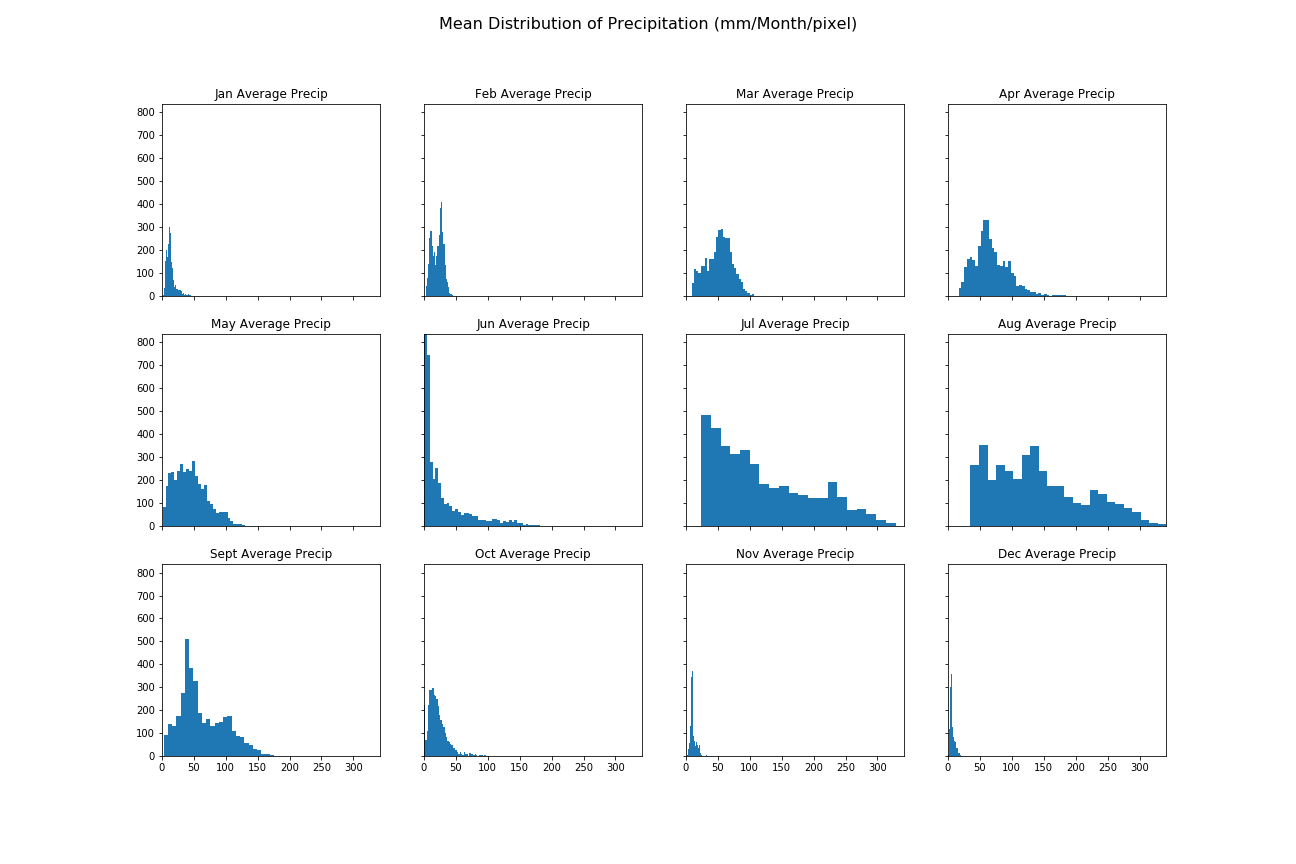 Mean Distribution of Precipitation (mm/Month/pixel)
Jan Average Precip
Feb Average Precip
Mar Average Precip
Apr Average Precip
800
700
600
500
400
300
200
100
0
May Average Precip
Jun Average Precip
Jul Average Precip
Aug Average Precip
800
700
600
500
400
300
200
100
0
Sept Average Precip
Oct Average Precip
Nov Average Precip
Dec Average Precip
800
700
600
500
400
300
200
100
0
0 50 100 150 200 250 300
0 50 100 150 200 250 300
0 50 100 150 200 250 300
0 50 100 150 200 250 300